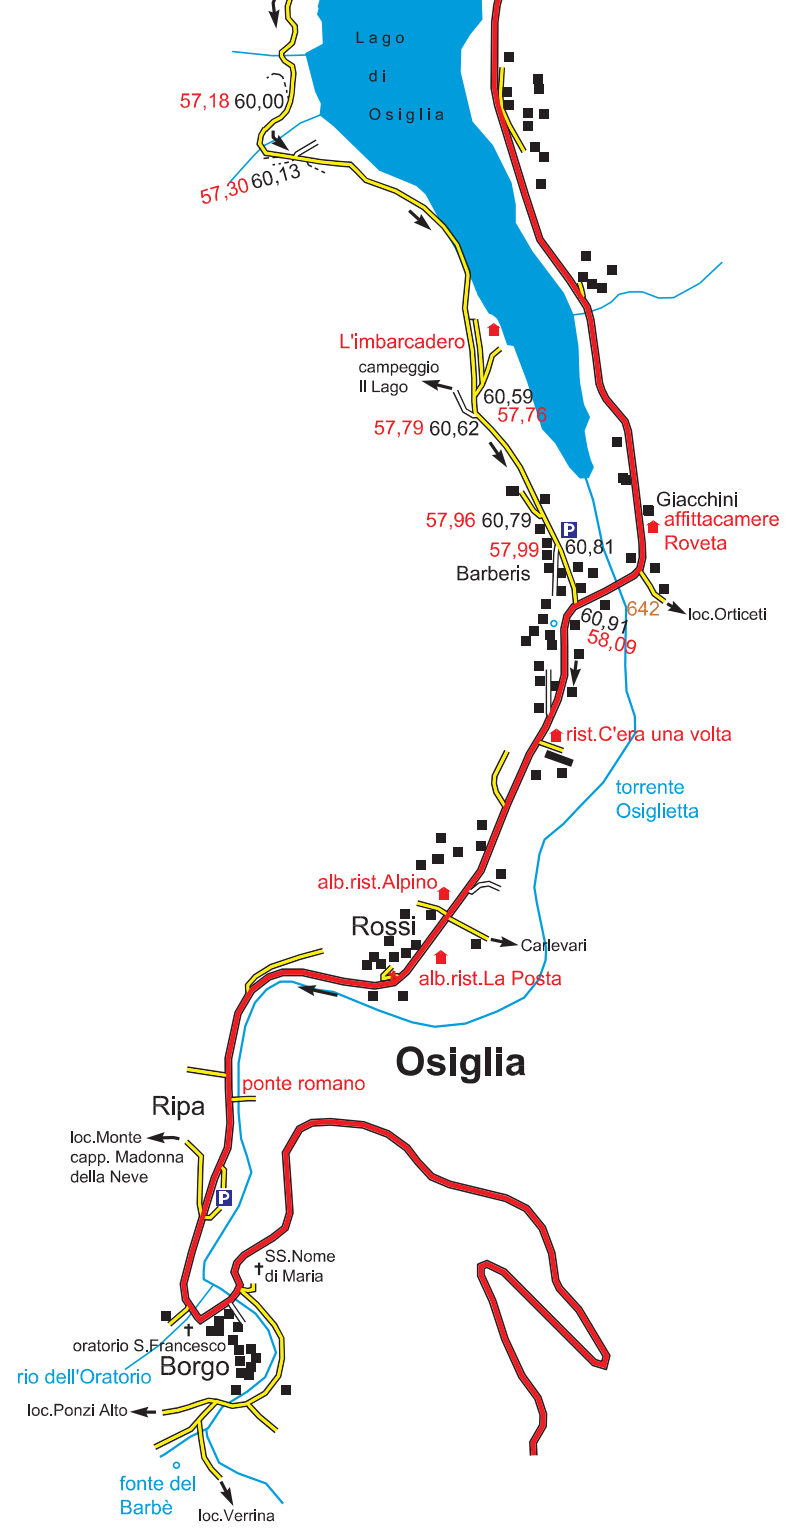 Lago
di
Osiglia
57,18 60,00
57,30 60,13
L'imbarcadero
campeggio
Il Lago
60,59
57,76
57,79 60,62
Giacchini
57,96 60,79
P
affittacamere
Roveta
57,99 60,81
Barberis
642
loc.Orticeti
60,91
58,09
rist.C'era una volta
torrente
Osiglietta
alb.rist.Alpino
Rossi
Carlevari
alb.rist.La Posta
Osiglia
ponte romano
Ripa
loc.Monte
capp. Madonna
della Neve
P
SS.Nome
di Maria
oratorio S.Francesco
Borgo
rio dell'Oratorio
loc.Ponzi Alto
fonte del
Barbè
loc.Verrina